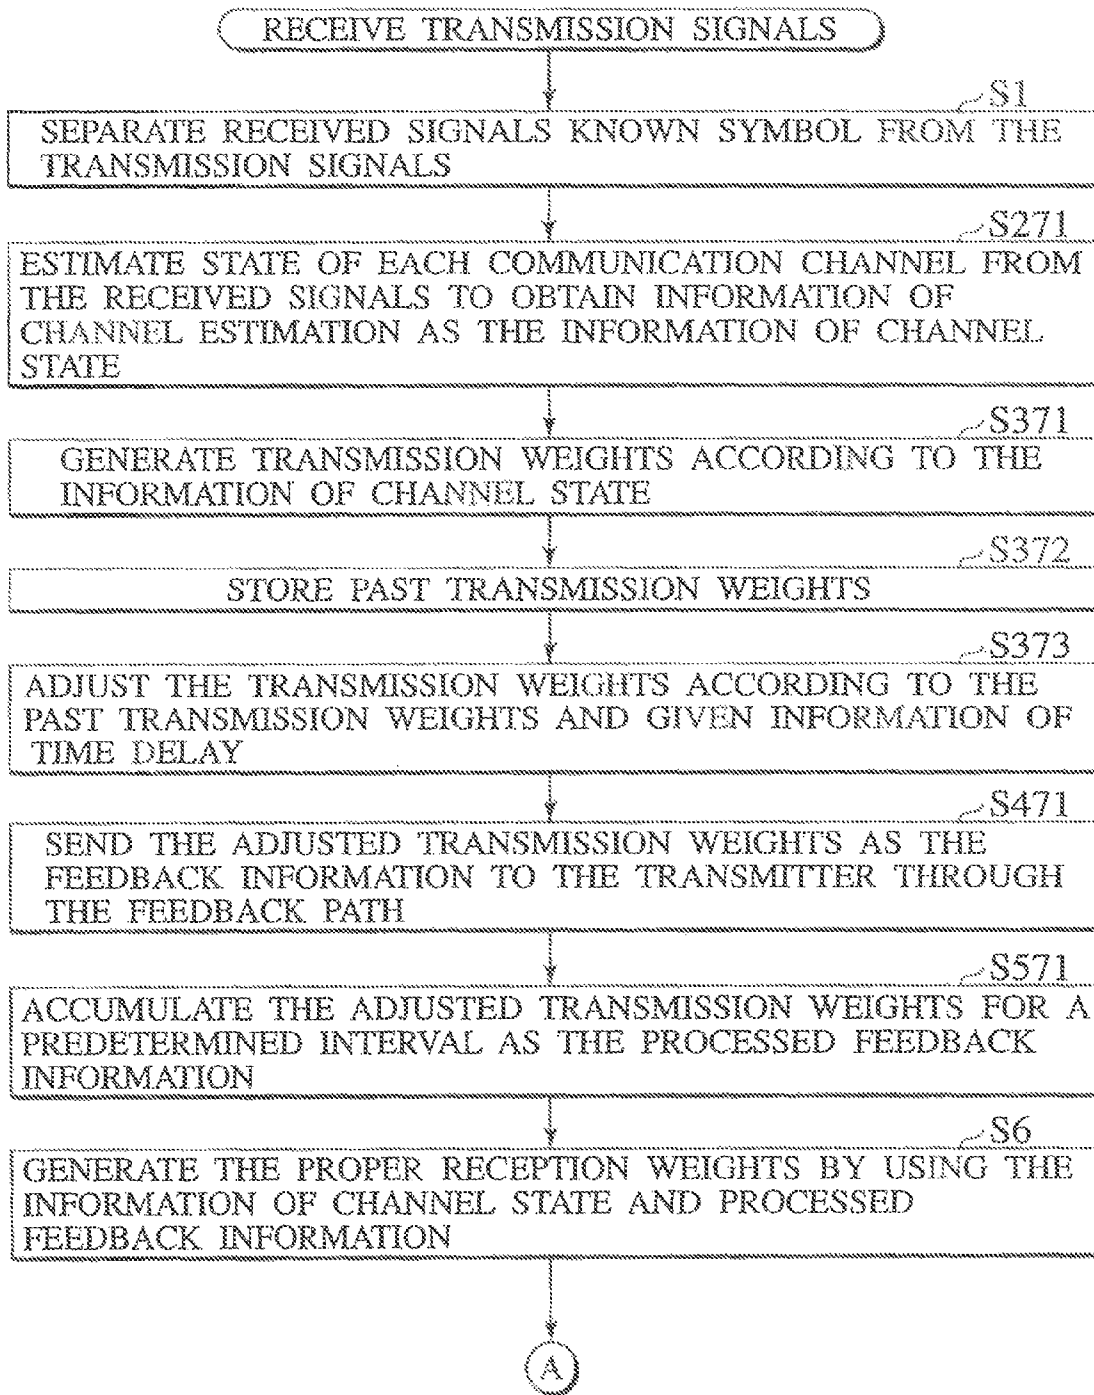 RECEIVE TRANSMISSION SIGNALS
S1
SEPARATE RECEIVED SIGNALS KNOWN SYMBOL FROM THE
TRANSMISSION SIGNALS
S271
ESTIMATE STATE OF EACH COMMUNICATION CHANNEL FROM
THE RECEIVED SIGNALS TO OBTAIN INFORMATION OF
CHANNEL ESTIMATION AS THE INFORMATION OF CHANNEL
STATE
S371
GENERATE TRANSMISSION WEIGHTS ACCORDING TO THE
INFORMATION OF CHANNEL STATE
S372
STORE PAST TRANSMISSION WEIGHTS
S373
ADJUST THE TRANSMISSION WEIGHTS ACCORDING TO THE
PAST TRANSMISSION WEIGHTS AND GIVEN INFORMATION OF
TIME DELAY
S471
SEND THE ADJUSTED TRANSMISSION WEIGHTS AS THE
FEEDBACK INFORMATION TO THE TRANSMITTER THROUGH
THE FEEDBACK PATH
S571
ACCUMULATE THE ADJUSTED TRANSMISSION WEIGHTS FOR A
PREDETERMINED INTERVAL AS THE PROCESSED FEEDBACK
INFORMATION
S6
GENERATE THE PROPER RECEPTION WEIGHTS BY USING THE
INFORMATION OF CHANNEL STATE AND PROCESSED
FEEDBACK INFORMATION
A